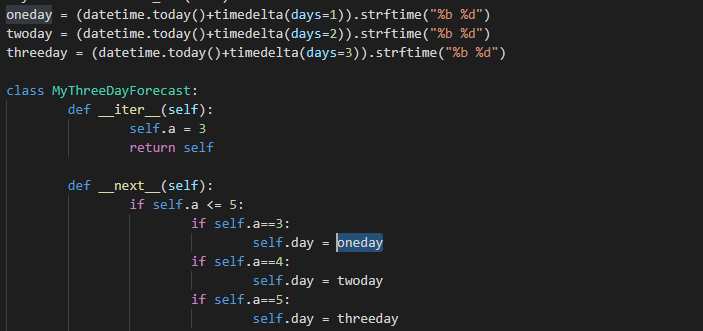 oneday = (datetime.today()+timedelta(days=1)).strftime("%b %d")
twoday = (datetime.today()+timedelta(days=2)).strftime("%b %d")
threeday = (datetime.today()+timedelta(days=3)).strftime("%b %d")
class MyThreeDayForecast:
def __iter__(self):
self.a = 3
return self
def __next__(self):
if self.a <= 5:
if self.a==3:
self.day = oneday
if self.a==4:
self.day = twoday
if self.a==5:
self.day = threeday